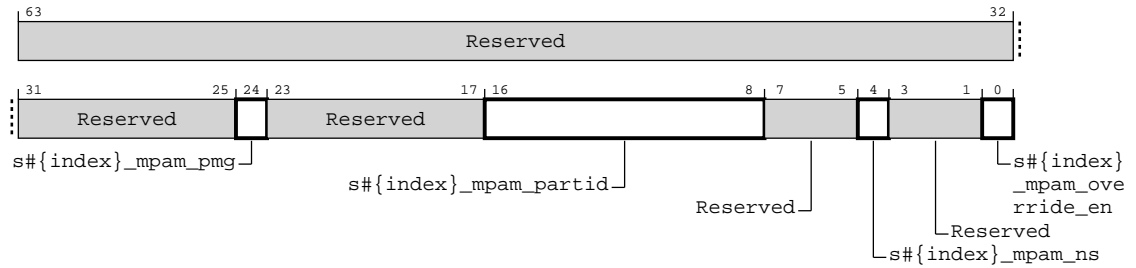 63 32
Reserved
31 25 24 23 17 16 8 7 5 4 3 1 0
Reserved Reserved
s#{index}_mpam_pmg s#{index}
s#{index}_mpam_partid _mpam_ove
Reserved rride_en
Reserved
s#{index}_mpam_ns